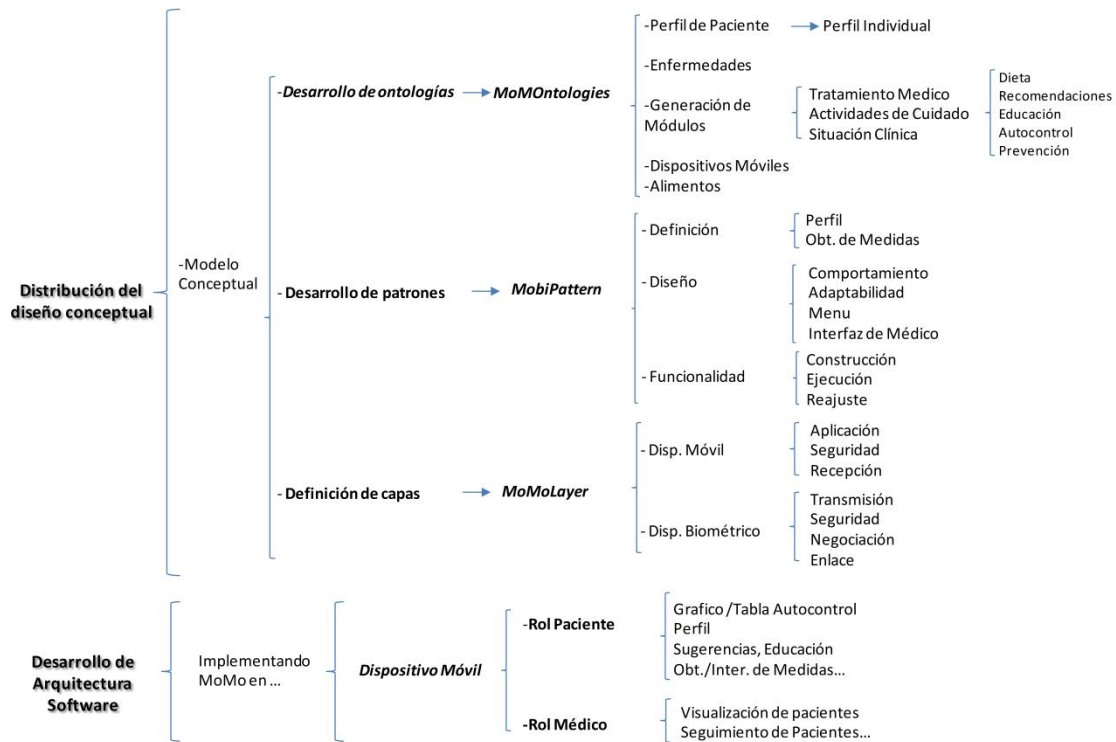 Distribución del
diseño conceptual
-Modelo
Conceptual
-Desarrollo de ontologías
MoMOntologies
-Perfil de Paciente
Perfil Individual
-Enfermedades
-Generación de
Módulos
Tratamiento Medico
Actividades de Cuidado
Situación Clínica
Dieta
Recomendaciones
Educación
Autocontrol
Prevención
-Dispositivos Móviles
-Alimentos
- Desarrollo de patrones
MobiPattern
- Definición
Perfil
Obt. de Medidas
- Diseño
Comportamiento
Adaptabilidad
Menu
Interfaz de Médico
- Funcionalidad
Construcción
Ejecución
Reajuste
- Definición de capas
MoMoLayer
- Disp. Móvil
Aplicación
Seguridad
Recepción
- Disp. Biométrico
Transmisión
Seguridad
Negociación
Enlace
Desarrollo de
Arquitectura
Software
Implementando
MoMo en ...
Dispositivo Móvil
-Rol Paciente
Grafico /Tabla Autocontrol
Perfil
Sugerencias, Educación
Obt./Inter. de Medidas...
-Rol Médico
Visualización de pacientes
Seguimiento de Pacientes...